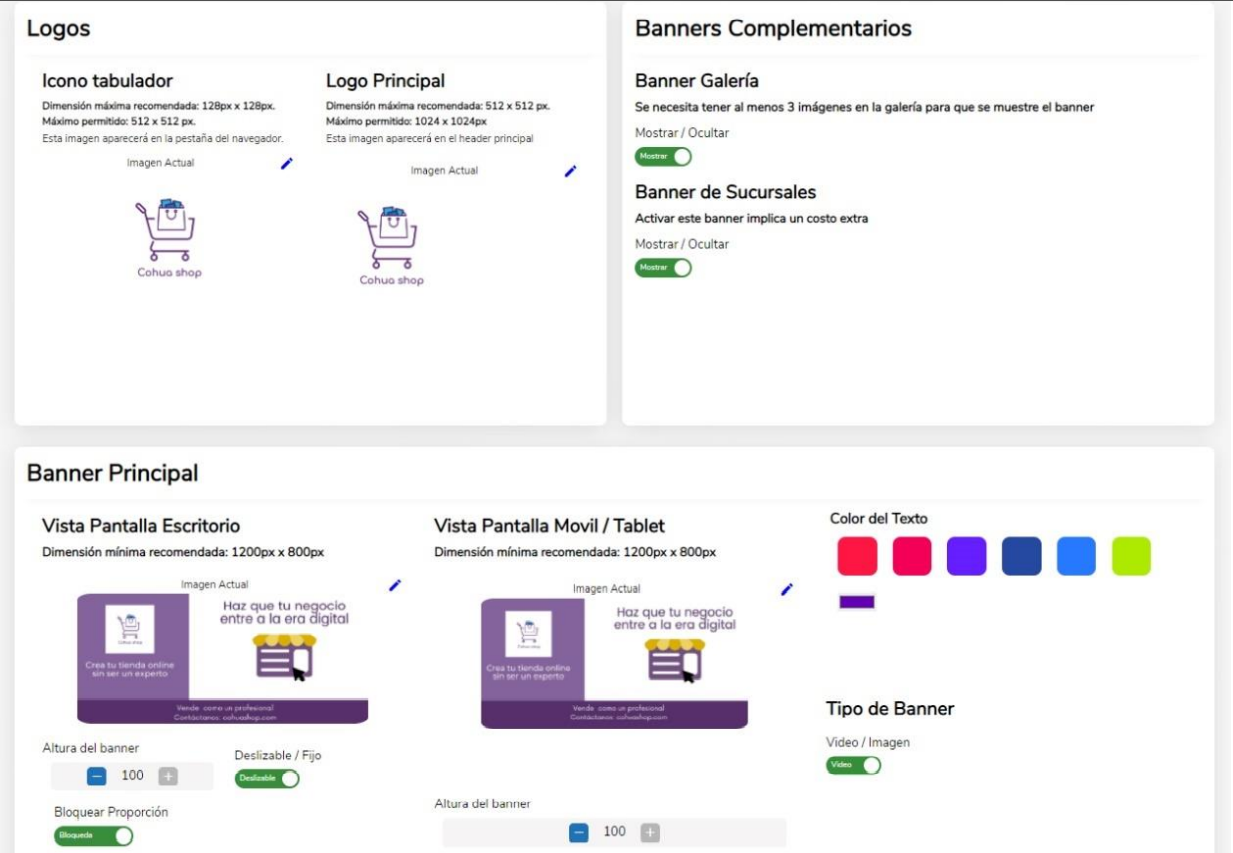 Logos
Icono tabulador
Dimensión máxima recomendada: 128px x 128px.
Máximo permitido: 512 x 512 px.
Esta imagen aparecerá en la pestaña del navegador.
Imagen Actual
Cohua shop
Logo Principal
Dimensión máxima recomendada: 512 x 512 px.
Máximo permitido: 1024 x 1024px
Esta imagen aparecerá en el header principal
Imagen Actual
Cohua shop
Banners Complementarios
Banner Galería
Se necesita tener al menos 3 imágenes en la galería para que se muestre el banner
Mostrar / Ocultar
Mostrar
Banner de Sucursales
Activar este banner implica un costo extra
Mostrar / Ocultar
Mostrar
Banner Principal
Vista Pantalla Escritorio
Dimensión mínima recomendada: 1200px x 800px
Imagen Actual
Cohua shop
Crea tu tienda online
sin ser un experto
Haz que tu negocio
entre a la era digital
Vende como un profesional
Contáctanos: cohuashop.com
Altura del banner
100
Deslizable / Fijo
Deslizable
Bloquear Proporción
Bloqueda
Vista Pantalla Movil / Tablet
Dimensión mínima recomendada: 1200px x 800px
Imagen Actual
Cohua shop
Crea tu tienda online
sin ser un experto
Haz que tu negocio
entre a la era digital
Vende como un profesional
Contáctanos: cohuashop.com
Altura del banner
100
Color del Texto
Tipo de Banner
Video / Imagen
Video